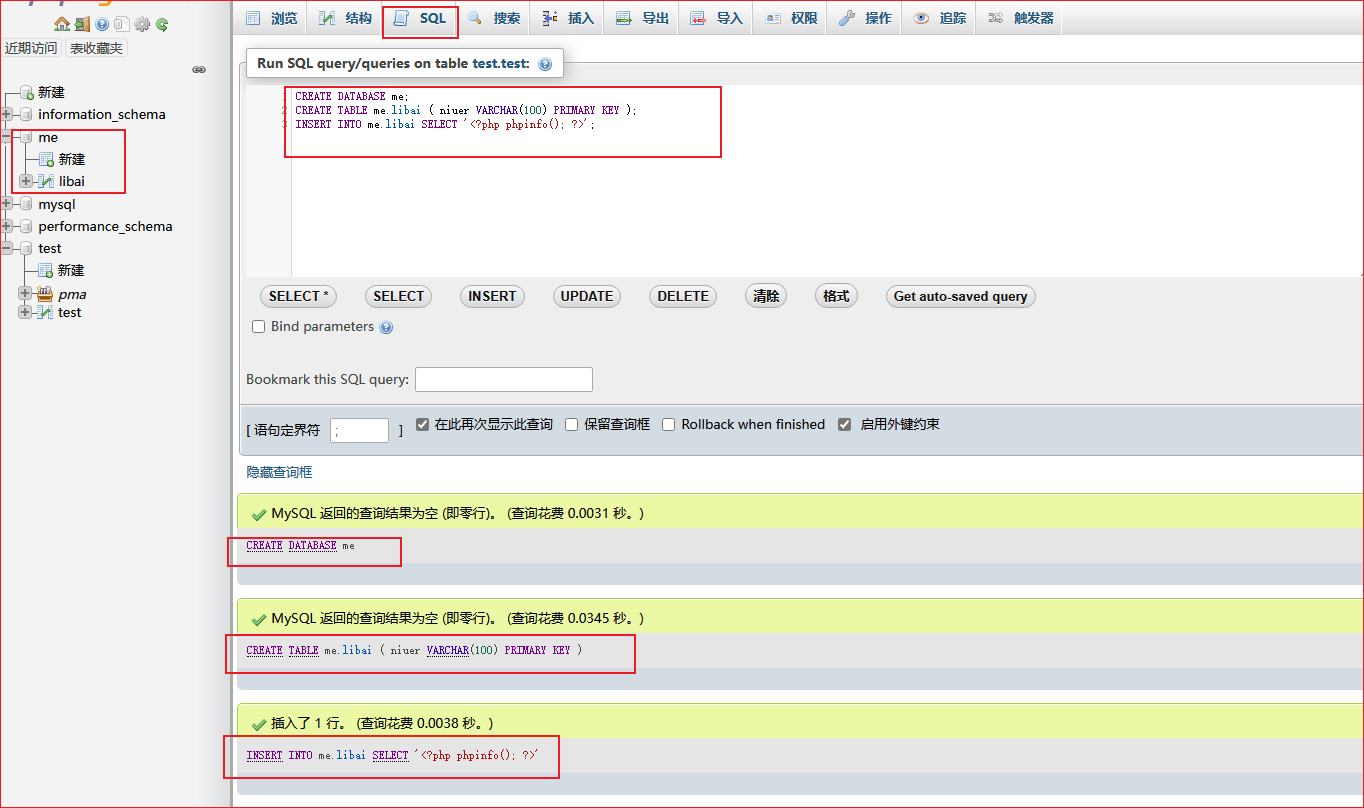 近期访问 表收藏夹
新建
information_schema
me
新建
libai
mysql
performance_schema
test
新建
pma
test
浏览 结构 SQL 搜索 插入 导出 导入 权限 操作 追踪 触发器
Run SQL query/queries on table test.test:
CREATE DATABASE me;
2 CREATE TABLE me.libai ( niuer VARCHAR(100) PRIMARY KEY );
3 INSERT INTO me.libai SELECT '<?php phpinfo(); ?>';
SELECT * SELECT INSERT UPDATE DELETE 清除 格式 Get auto-saved query
Bind parameters
Bookmark this SQL query:
[ 语句定界符 ; ] 在此再次显示此查询 保留查询框 Rollback when finished 启用外键约束
隐藏查询框
MySQL 返回的查询结果为空 (即零行)。 (查询花费 0.0031 秒。)
CREATE DATABASE me
MySQL 返回的查询结果为空 (即零行)。 (查询花费 0.0345 秒。)
CREATE TABLE me.libai ( niuer VARCHAR(100) PRIMARY KEY )
插入了 1 行。 (查询花费 0.0038 秒。)
INSERT INTO me.libai SELECT '<?php phpinfo(); ?>'